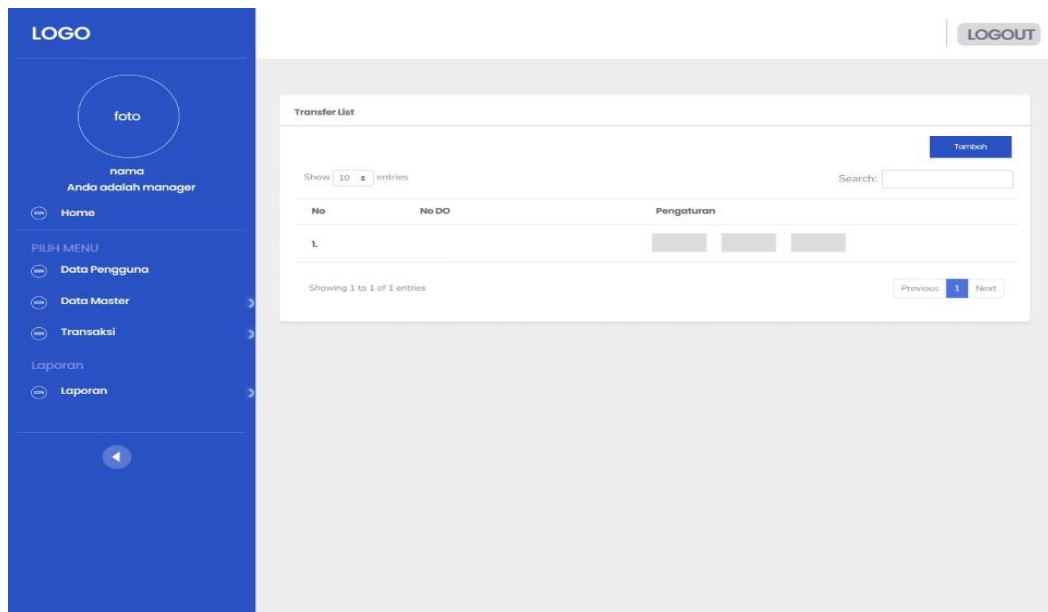 LOGO
LOGOUT
foto
nama
Anda adalah manager
Home
PILIH MENU
Data Pengguna
Data Master
Transaksi
Laporan
Laporan
Transfer List
Tambah
Show 10 entries
Search:
No No DO Pengaturan
1.
Showing 1 to 1 of 1 entries
Previous 1 Next